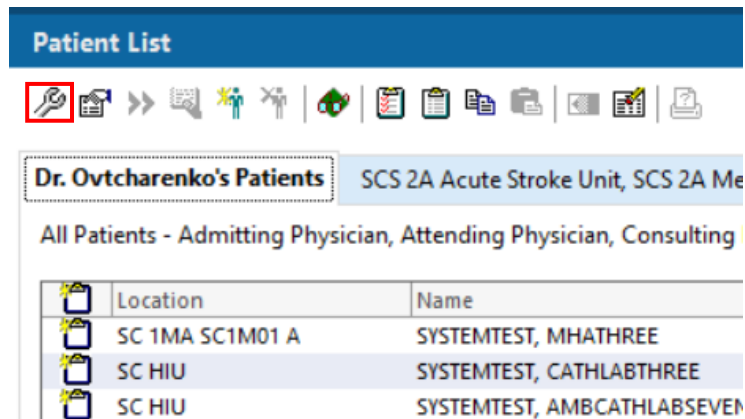 Patient List
Dr. Ovtcharenko's Patients SCS 2A Acute Stroke Unit, SCS 2A Me
All Patients - Admitting Physician, Attending Physician, Consulting
Location Name
SC 1MA SC1M01 A SYSTEMTEST, MHATHREE
SC HIU SYSTEMTEST, CATHLABTHREE
SC HIU SYSTEMTEST, AMBCATHLABSEVEN